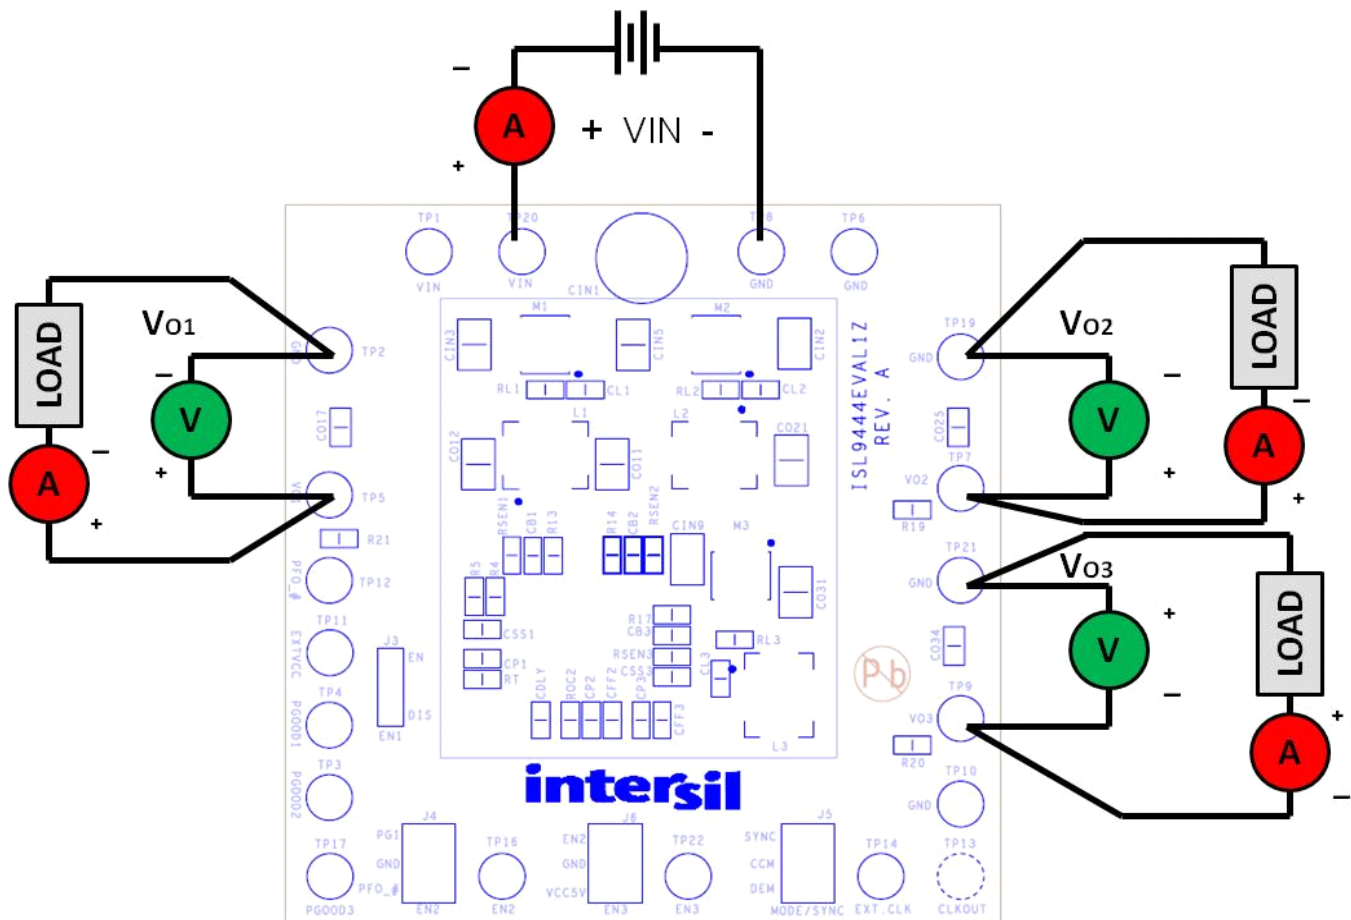 −
A
+ VIN -
+
TP1
TP20
TP8
TP6
VIN
VIN
GND
GND
CIN1
M1
M2
CIN3
CIN5
CIN2
ISL9444EVAL1Z
REV. A
LOAD
VO1
−
V
+
−
A
+
TP2
GND
CO17
TP5
VO1
R21
TP12
PFO_#
TP11
EXTVCC
TP4
PGOOD1
TP3
PGOOD2
TP17
PGOOD3
RL1
CL1
RL2
CL2
L1
L2
CO12
CO11
CO21
RSEN1
CB1
R13
R14
CB2
RSEN2
CIN9
M3
CO31
R5
R4
CSS1
CP1
RT
R17
CB3
RSEN3
CSS3
RL3
CL3
L3
CDLY
ROC2
CP2
CFF2
CP3
CFF3
J3
EN
DIS
EN1
Pb
TP19
GND
CO25
TP7
VO2
R19
TP21
GND
CO34
TP9
VO3
R20
TP10
GND
VO2
−
V
+
LOAD
−
A
+
VO3
+
V
−
LOAD
+
A
−
intersil
J4
PG1
GND
PFO_#
EN2
TP16
EN2
J6
EN2
GND
VCC5V
EN3
TP22
EN3
J5
SYNC
CCM
DEM
MODE/SYNC
TP14
EXT.CLK
TP13
CLKOUT